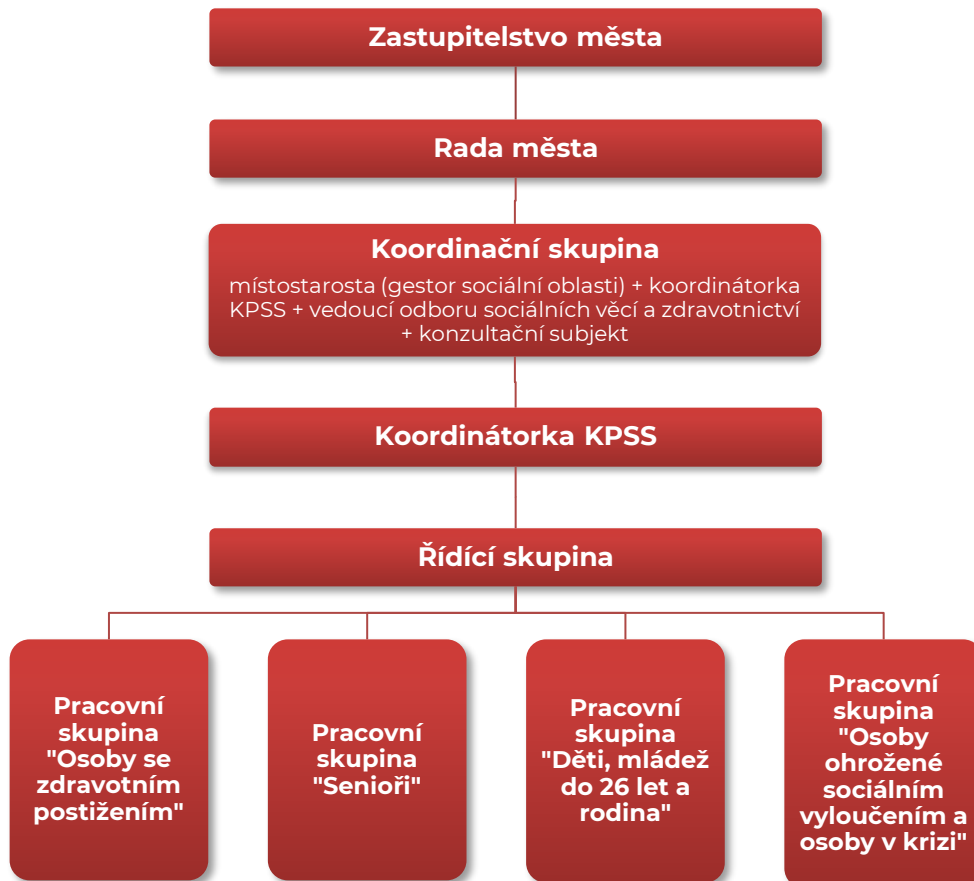 Zastupitelstvo města
Rada města
Koordinační skupina
místostarosta (gestor sociální oblasti) + koordinátorka
KPSS + vedoucí odboru sociálních věcí a zdravotnictví
+ konzultační subjekt
Koordinátorka KPSS
Řídící skupina
Pracovní
skupina
"Osoby se
zdravotním
postižením"
Pracovní
skupina
"Senioři"
Pracovní
skupina
"Děti, mládež
do 26 let a
rodina"
Pracovní
skupina
"Osoby
ohrožené
sociálním
vyloučením a
osoby v krizi"